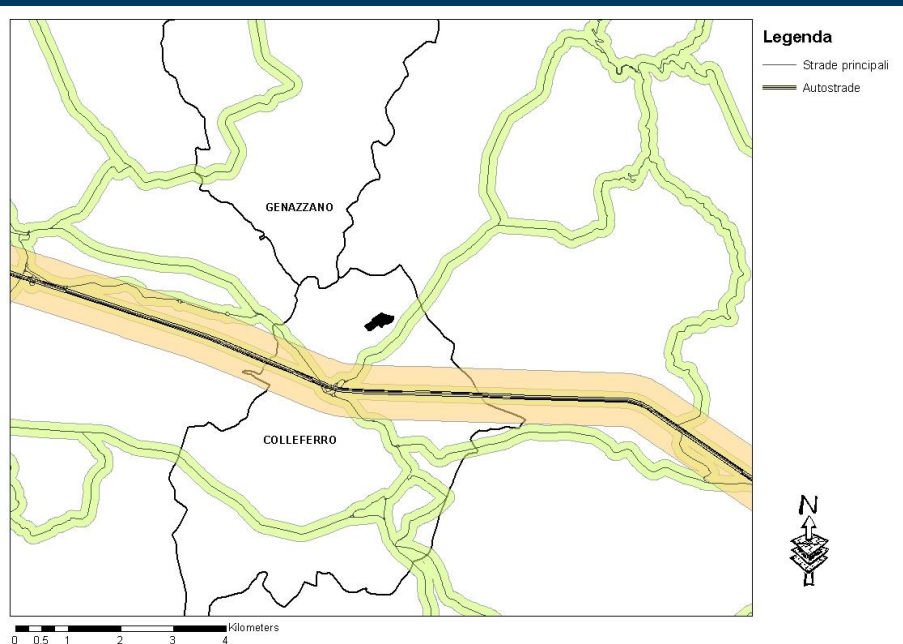 Legenda
Strade principali
Autostrade
GENAZZANO
COLLEFERRO
N
Kilometers
0 0.5 1 2 3 4